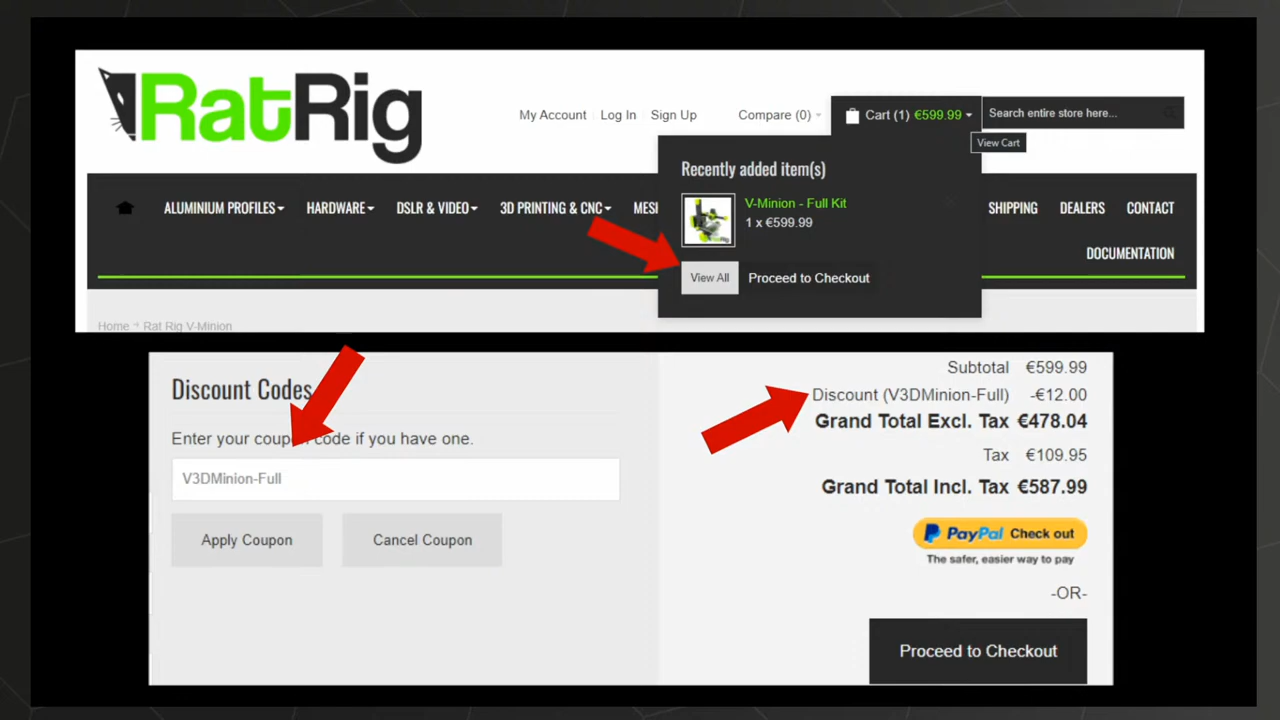 RatRig
My Account Log In Sign Up Compare (0) Cart (1) €599.99 Search entire store here...
View Cart
Recently added item(s)
V-Minion - Full Kit
1 x €599.99
View All Proceed to Checkout
ALUMINIUM PROFILES HARDWARE DSLR & VIDEO 3D PRINTING & CNC SHIPPING DEALERS CONTACT
DOCUMENTATION
Home Rat Rig V-Minion
Discount Codes
Enter your coupon code if you have one.
V3DMinion-Full
Apply Coupon Cancel Coupon
Subtotal €599.99
Discount (V3DMinion-Full) -€12.00
Grand Total Excl. Tax €478.04
Tax €109.95
Grand Total Incl. Tax €587.99
PayPal Check out
The safer, easier way to pay
-OR-
Proceed to Checkout